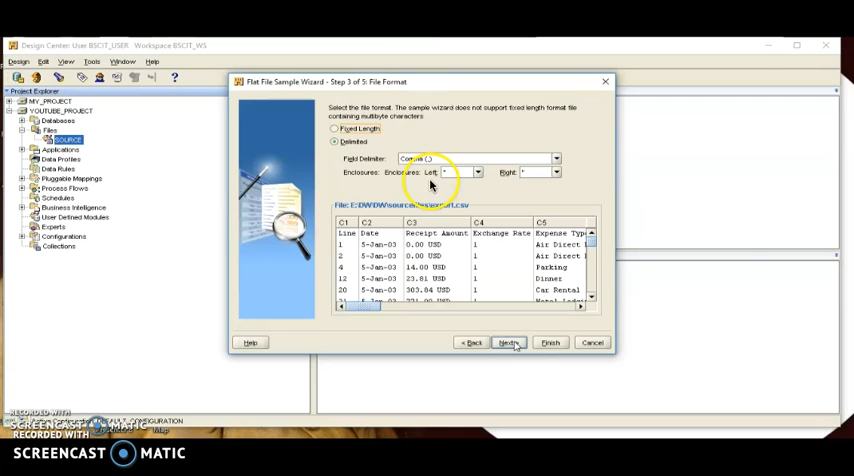 Design Center: User BSCIT_USER Workspace BSCIT_WS
Design Edit View Tools Window Help
Project Explorer
MY_PROJECT
YOUTUBE_PROJECT
Databases
Files
SOURCE
Applications
Data Profiles
Data Rules
Pluggable Mappings
Process Flows
Schedules
Business Intelligence
User Defined Modules
Experts
Configurations
Collections
Flat File Sample Wizard - Step 3 of 5: File Format
Select the file format. The sample wizard does not support fixed length format file
containing multibyte characters
Fixed Length
Delimited
Field Delimiter: Comma (,)
Enclosures: Enclosures: Left: " Right: "
C1 C2 C3 C4 C5
Line Date Receipt Amount Exchange Rate Expense Typ
1 5-Jan-03 0.00 USD 1 Air Direct
2 5-Jan-03 0.00 USD 1 Air Direct
4 5-Jan-03 14.00 USD 1 Parking
12 5-Jan-03 23.81 USD 1 Dinner
20 5-Jan-03 303.84 USD 1 Car Rental
Help < Back Next > Finish Cancel
RECORDED WITH
SCREENCAST MATIC
RECORDED WITH
SCREENCAST MATIC